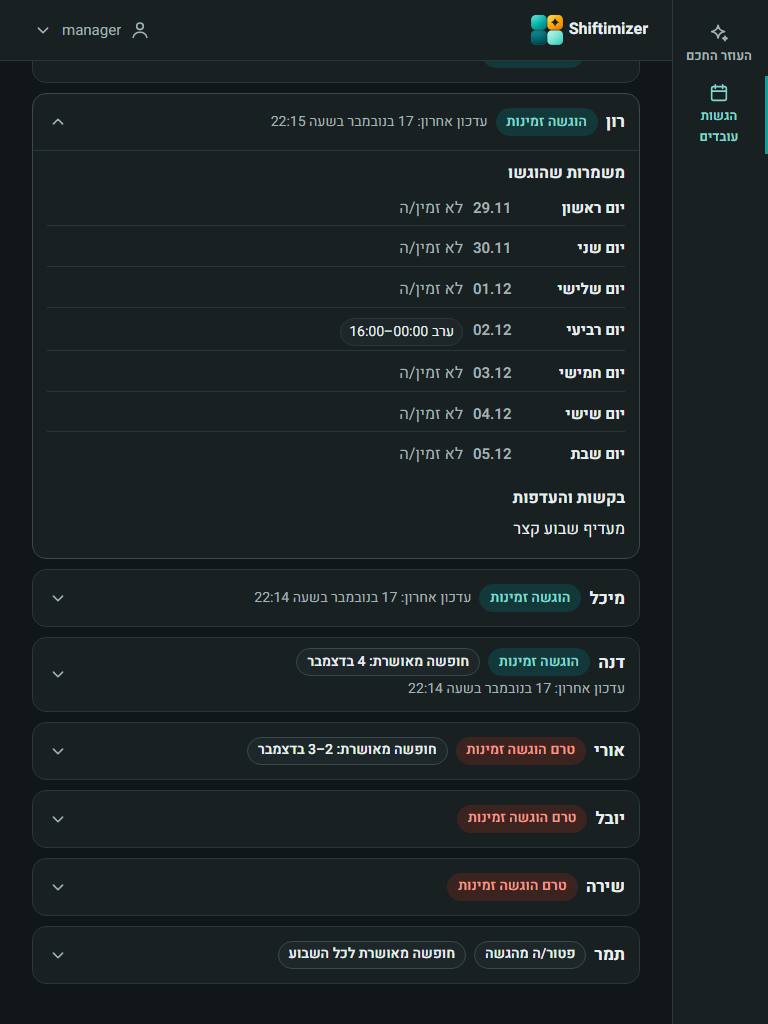 Shiftimizer
manager
העוזר החכם
הגשות
עובדים
רון הוגשה זמינות עדכון אחרון: 17 בנובמבר בשעה 22:15
משמרות שהוגשו
יום ראשון 29.11 לא זמין/ה
יום שני 30.11 לא זמין/ה
יום שלישי 01.12 לא זמין/ה
יום רביעי 02.12 ערב 16:00–00:00
יום חמישי 03.12 לא זמין/ה
יום שישי 04.12 לא זמין/ה
יום שבת 05.12 לא זמין/ה
בקשות והעדפות
מעדיף שבוע קצר
מיכל הוגשה זמינות עדכון אחרון: 17 בנובמבר בשעה 22:14
דנה הוגשה זמינות חופשה מאושרת: 4 בדצמבר
עדכון אחרון: 17 בנובמבר בשעה 22:14
אורי טרם הוגשה זמינות חופשה מאושרת: 2–3 בדצמבר
יובל טרם הוגשה זמינות
שירה טרם הוגשה זמינות
תמר פטור/ה מהגשה חופשה מאושרת לכל השבוע